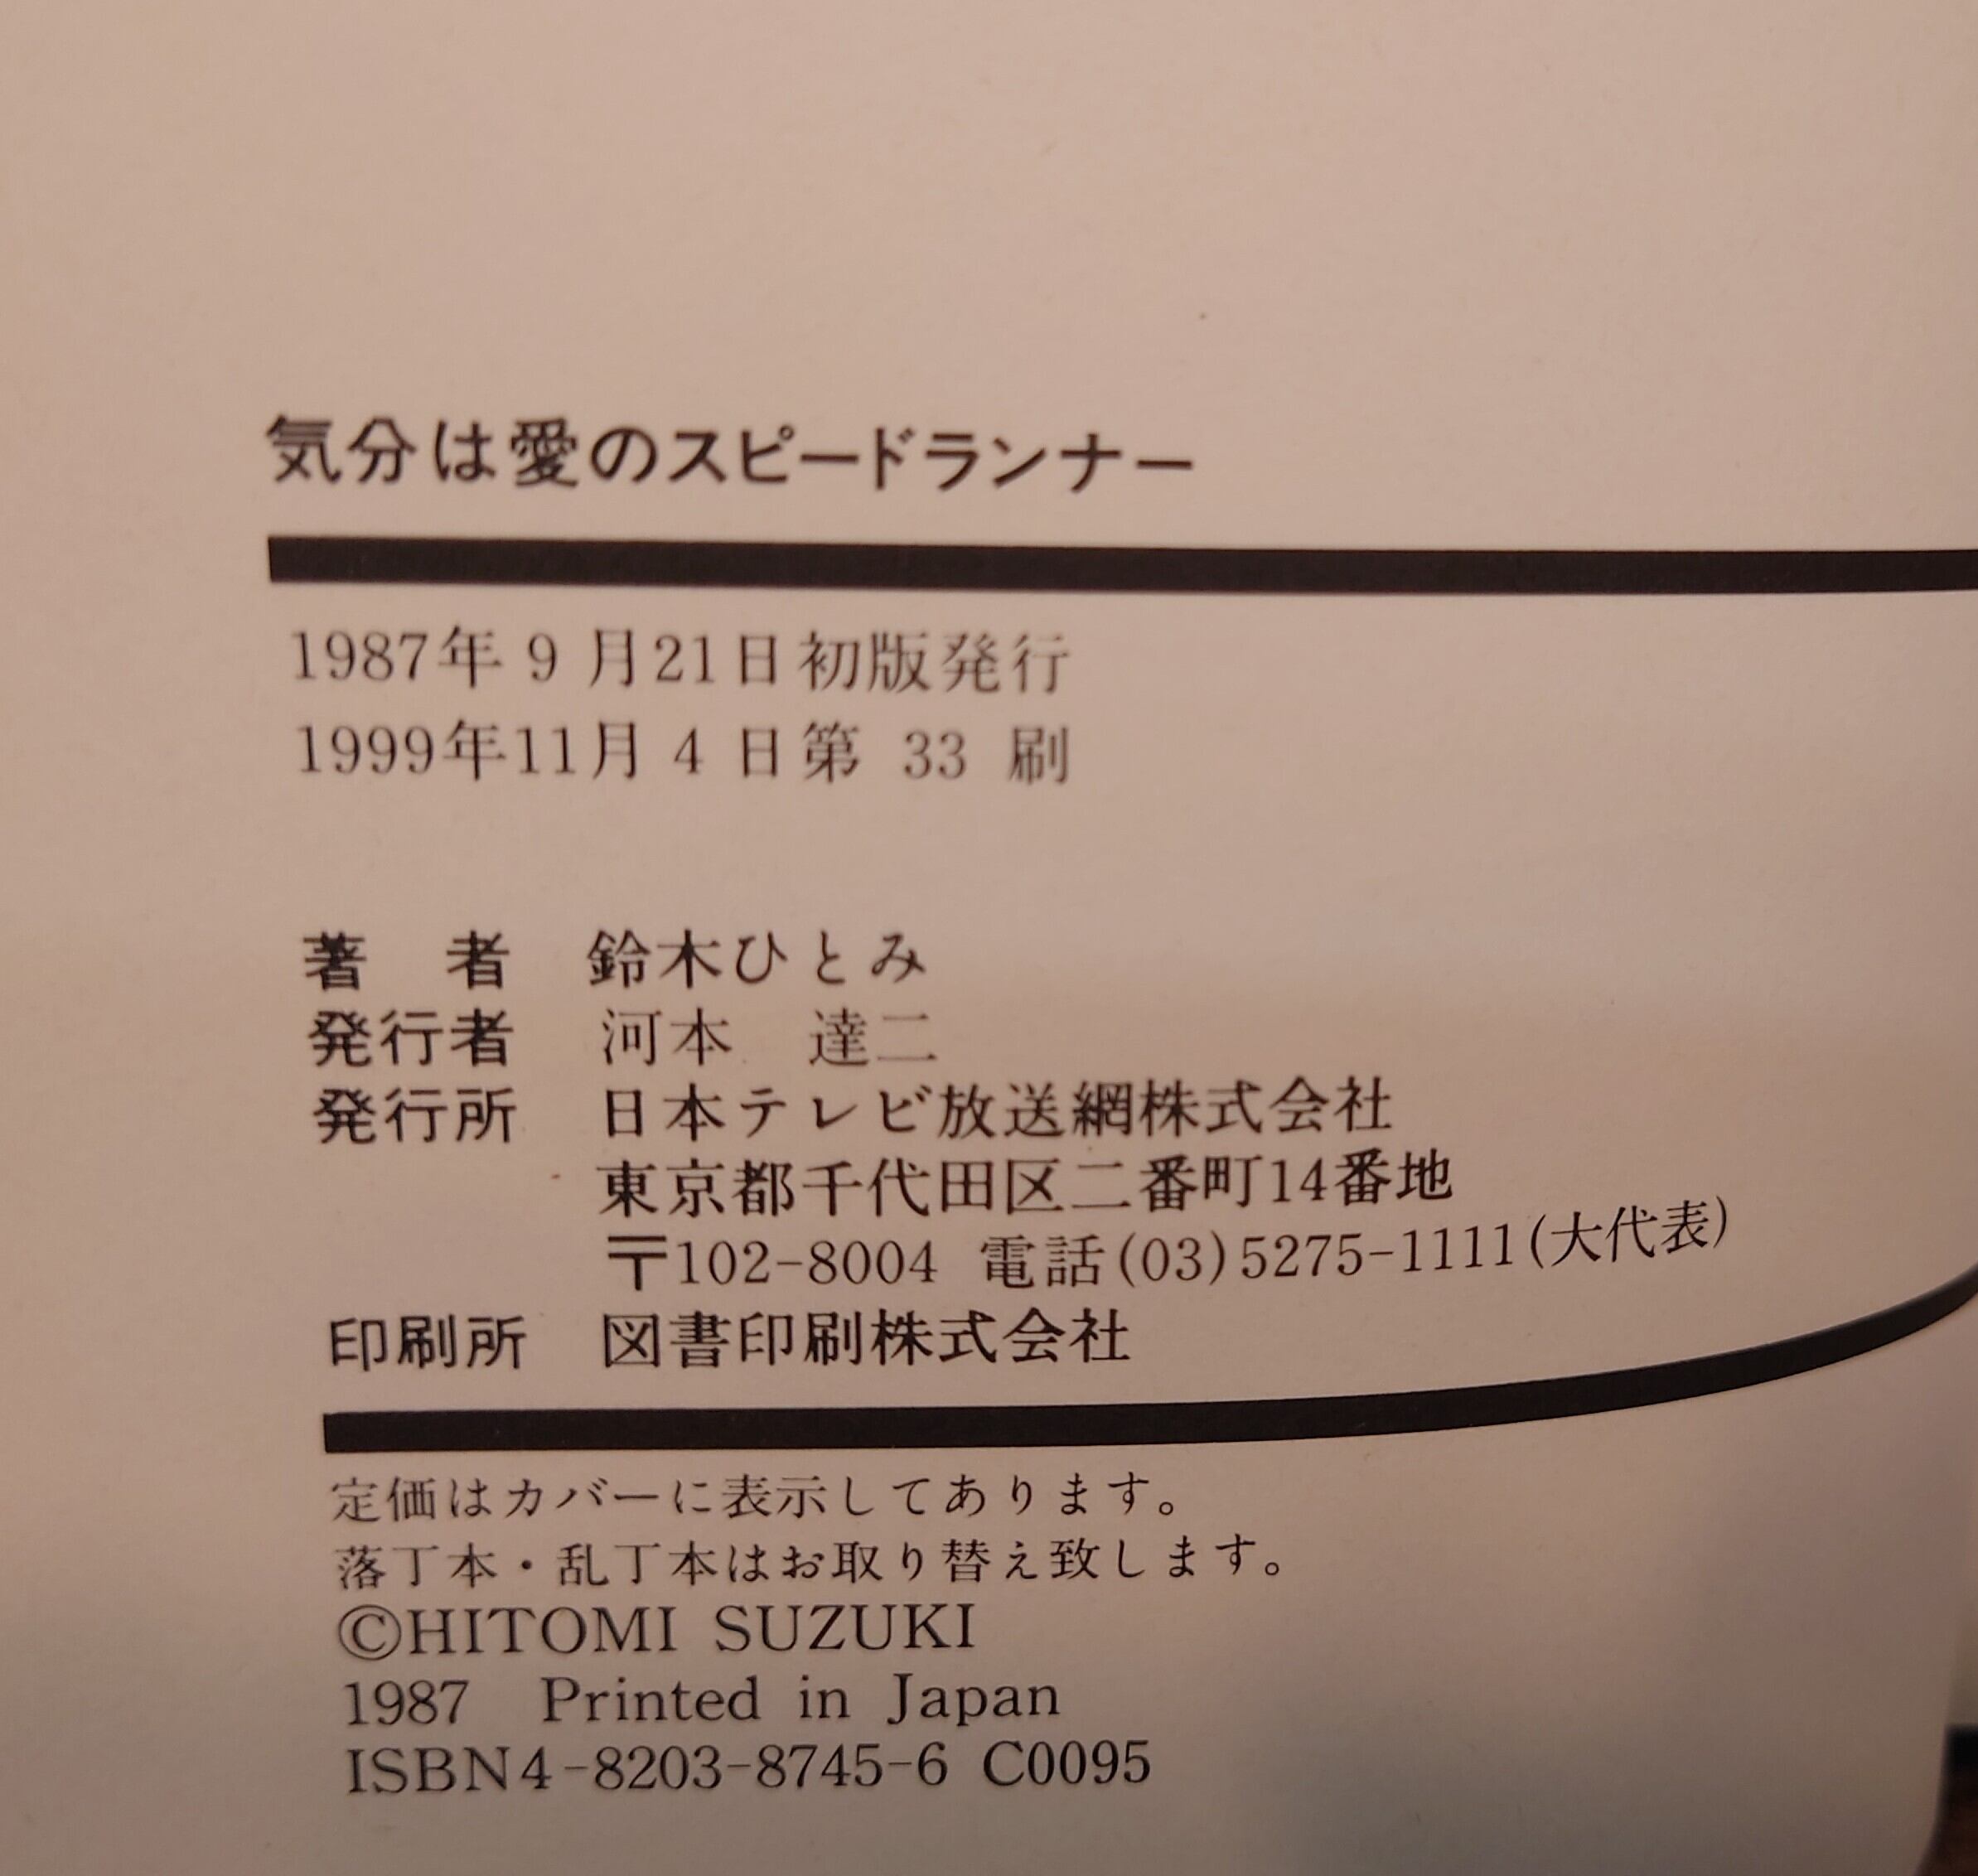 気分は愛のスピードランナー
1987年9月21日初版発行
1999年11月4日第33刷
著　者　鈴木ひとみ
発行者　河本　達二
発行所　日本テレビ放送網株式会社
東京都千代田区二番町14番地
〒102-8004 電話(03)5275-1111(大代表)
印刷所　図書印刷株式会社
定価はカバーに表示してあります。
落丁本・乱丁本はお取り替え致します。
©HITOMI SUZUKI
1987 Printed in Japan
ISBN4-8203-8745-6 C0095